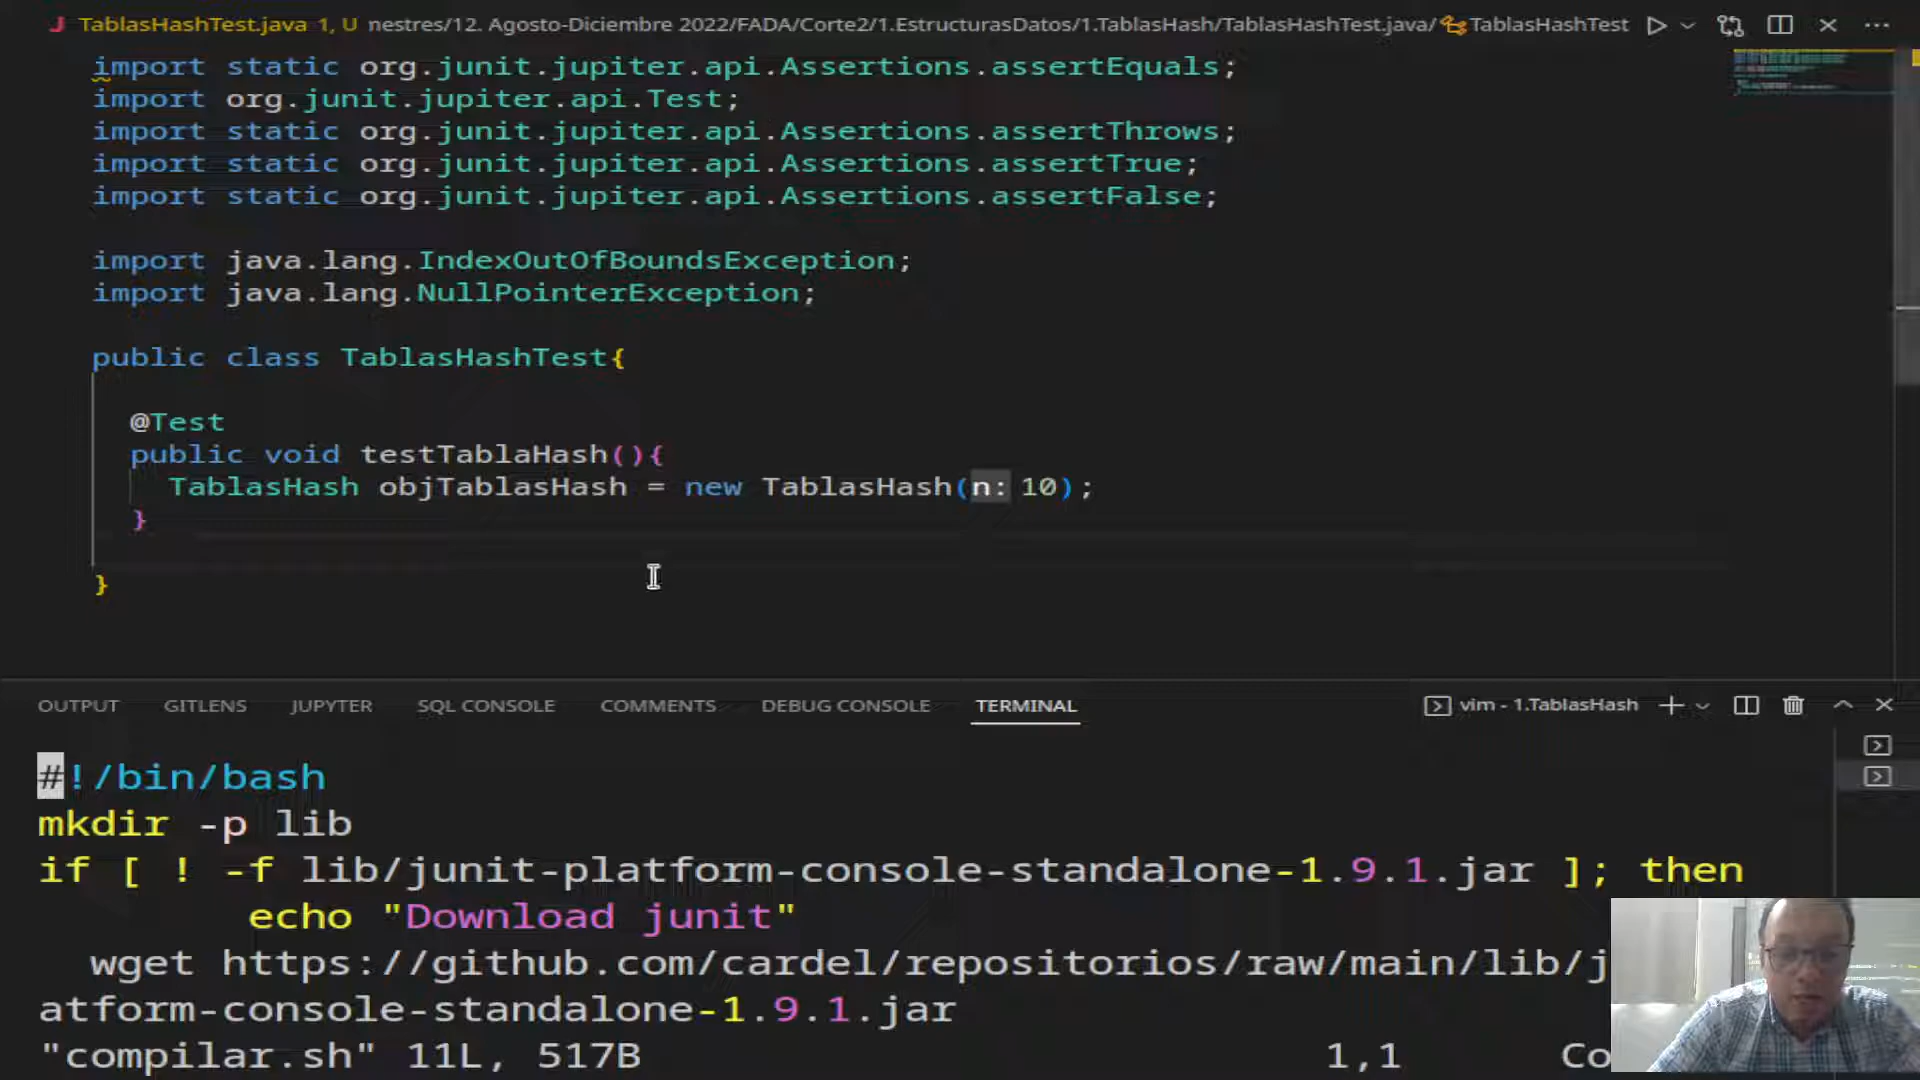 J TablasHashTest.java 1, U nestres/12. Agosto-Diciembre 2022/FADA/Corte2/1.EstructurasDatos/1.TablasHash/TablasHashTest.java/ TablasHashTest
import static org.junit.jupiter.api.Assertions.assertEquals;
import org.junit.jupiter.api.Test;
import static org.junit.jupiter.api.Assertions.assertThrows;
import static org.junit.jupiter.api.Assertions.assertTrue;
import static org.junit.jupiter.api.Assertions.assertFalse;
import java.lang.IndexOutOfBoundsException;
import java.lang.NullPointerException;
public class TablasHashTest{
@Test
public void testTablaHash(){
TablasHash objTablasHash = new TablasHash(n: 10);
}
}
OUTPUT GITLENS JUPYTER SQL CONSOLE COMMENTS DEBUG CONSOLE TERMINAL vim - 1.TablasHash
#!/bin/bash
mkdir -p lib
if [ ! -f lib/junit-platform-console-standalone-1.9.1.jar ]; then
echo "Download junit"
wget https://github.com/cardel/repositorios/raw/main/lib/j
atform-console-standalone-1.9.1.jar
"compilar.sh" 11L, 517B 1,1 Co